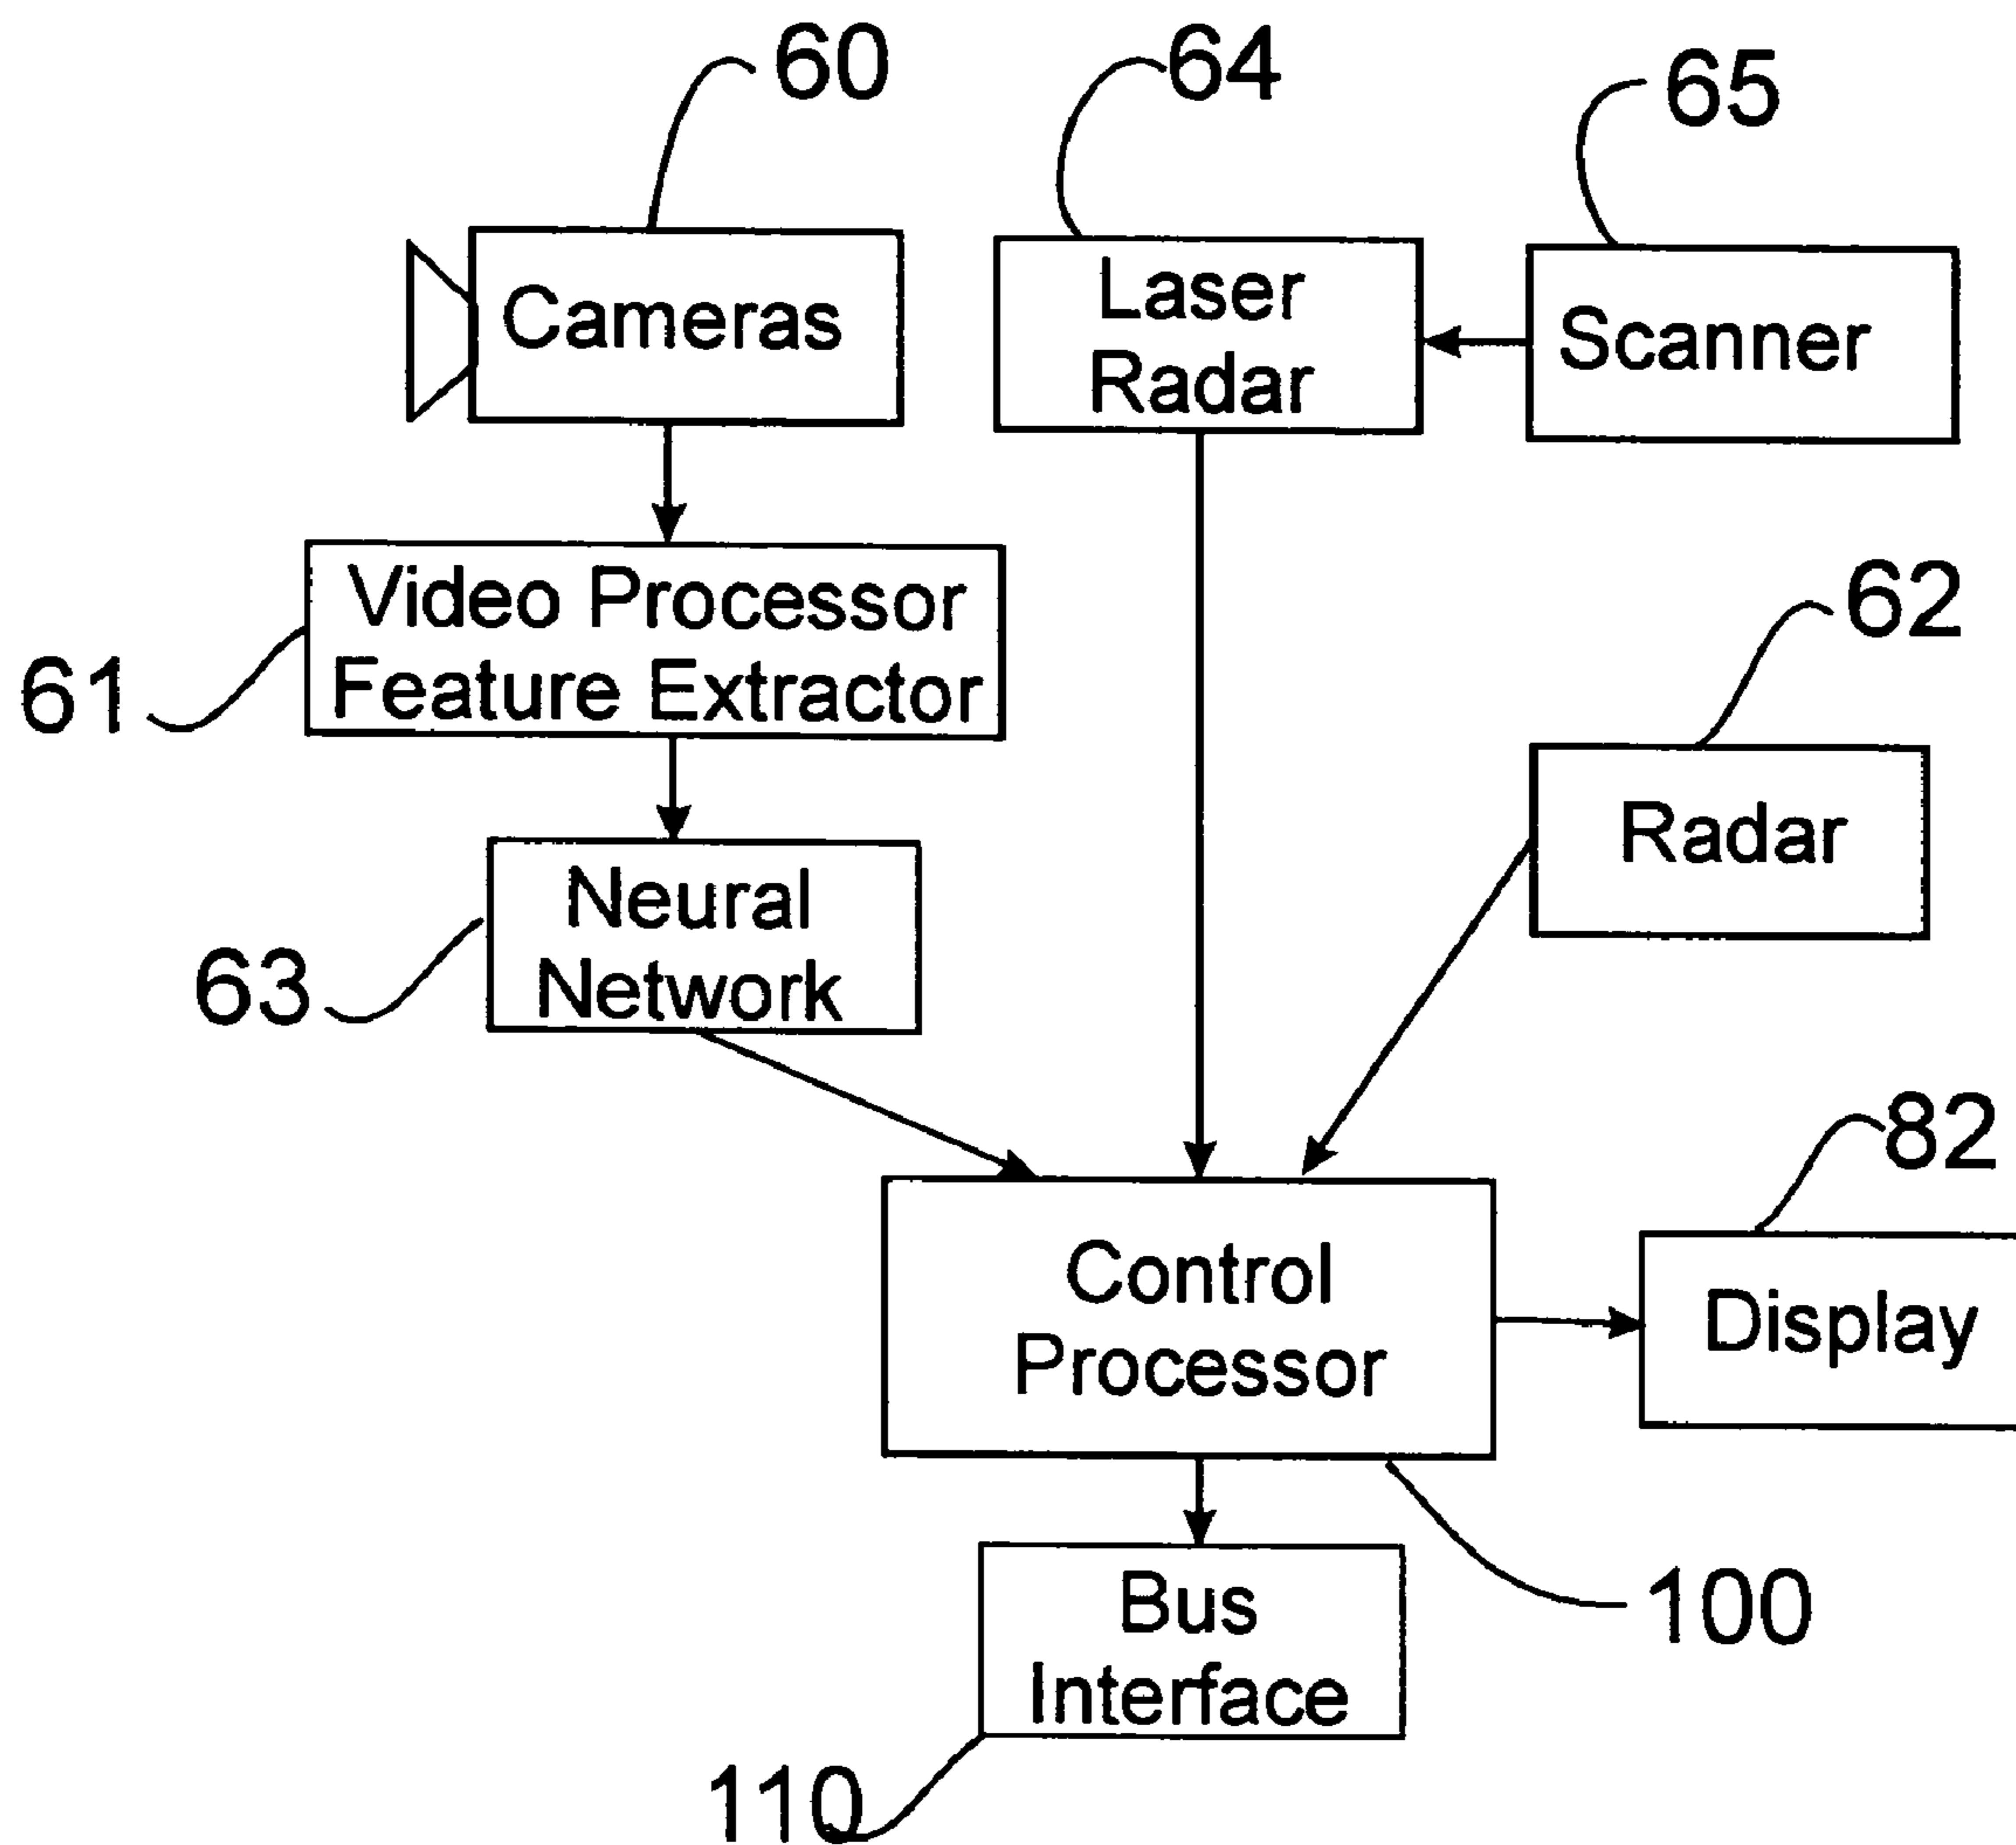 60
64
65
Cameras
Laser
Radar
Scanner
Video Processor
Feature Extractor
61
62
Radar
Neural
Network
63
82
Control
Processor
Display
Bus
Interface
100
110